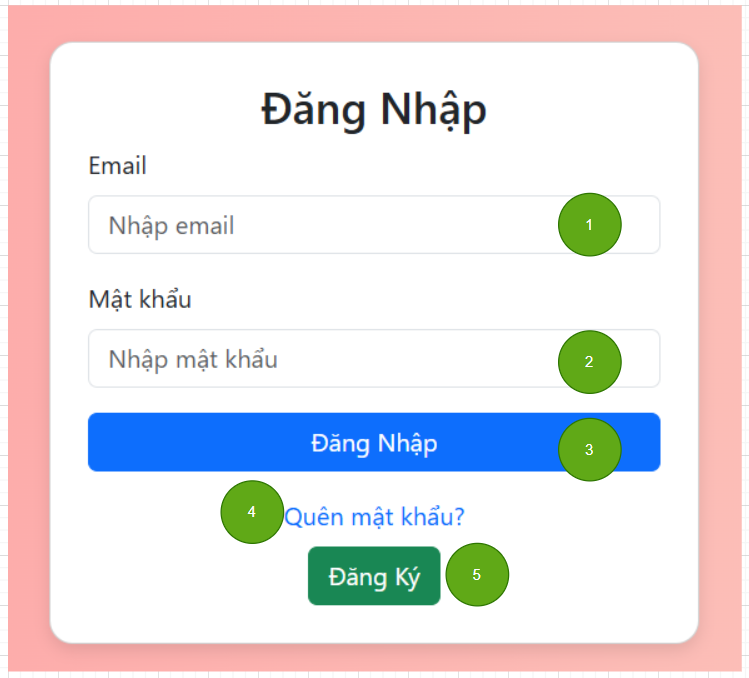 Đăng Nhập
Email
Nhập email 1
Mật khẩu
Nhập mật khẩu 2
Đăng Nhập 3
4 Quên mật khẩu?
Đăng Ký 5